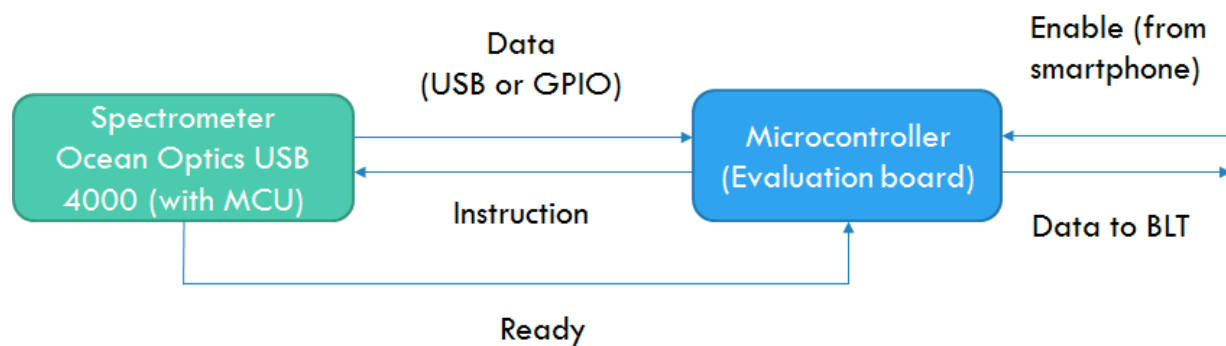 Data
(USB or GPIO)
Enable (from
smartphone)
Spectrometer
Ocean Optics USB
4000 (with MCU)
Microcontroller
(Evaluation board)
Instruction
Data to BLT
Ready